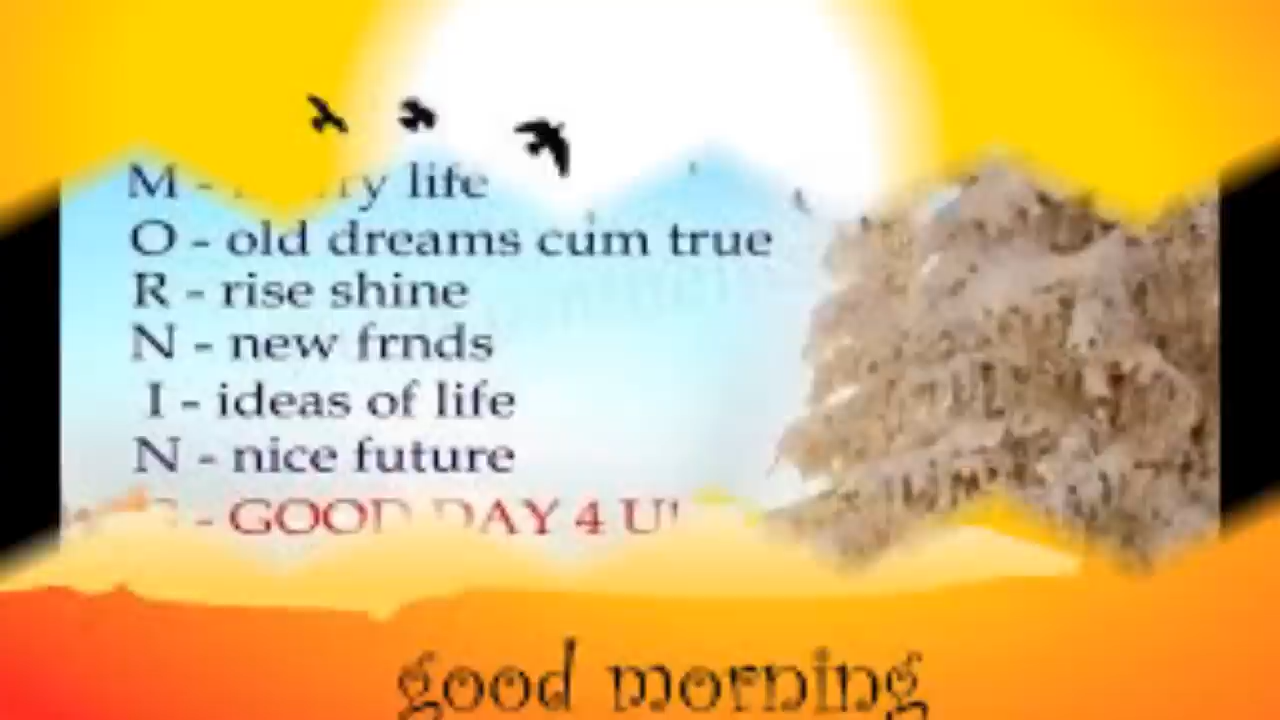 M - life
O - old dreams cum true
R - rise shine
N - new frnds
I - ideas of life
N - nice future
G - GOOD DAY 4 U!
good morning